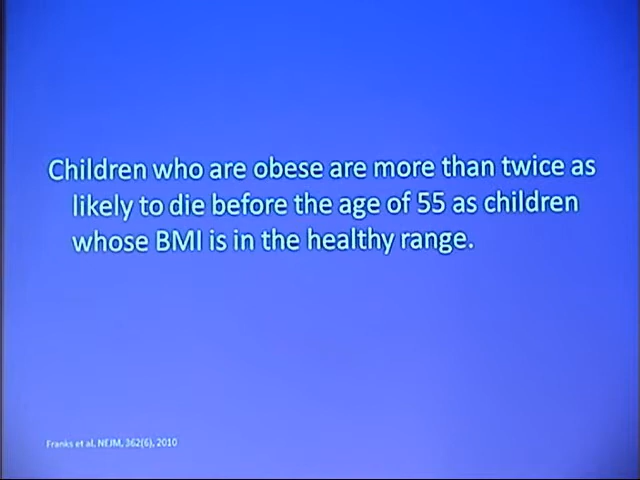 Children who are obese are more than twice as
likely to die before the age of 55 as children
whose BMI is in the healthy range.
Franks et al, NEJM, 362(6), 2010